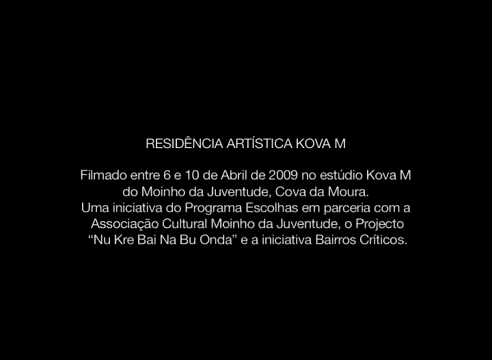 RESIDÊNCIA ARTÍSTICA KOVA M
Filmado entre 6 e 10 de Abril de 2009 no estúdio Kova M
do Moinho da Juventude, Cova da Moura.
Uma iniciativa do Programa Escolhas em parceria com a
Associação Cultural Moinho da Juventude, o Projecto
“Nu Kre Bai Na Bu Onda” e a iniciativa Bairros Críticos.